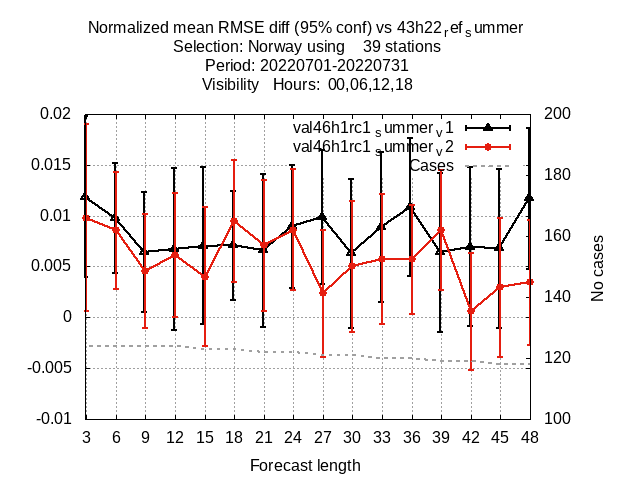 Normalized mean RMSE diff (95% conf) vs 43h22_ref_summer
Selection: Norway using 39 stations
Period: 20220701-20220731
Visibility Hours: 00,06,12,18
0.02 200
val46h1rc1_summer_v1
val46h1rc1_summer_v2
Cases
0.015 180
0.01 160
0.005
0 140
-0.005 120
-0.01 100
No cases
3 6 9 12 15 18 21 24 27 30 33 36 39 42 45 48
Forecast length